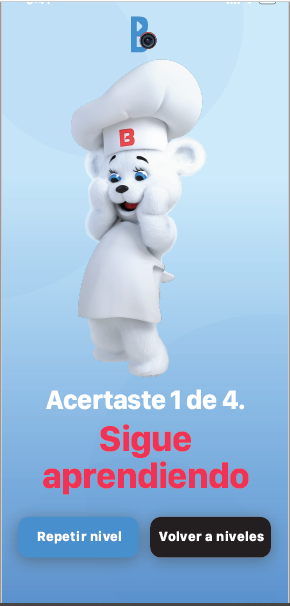 B
B
Acertaste 1 de 4.
Sigue
aprendiendo
Repetir nivel
Volver a niveles